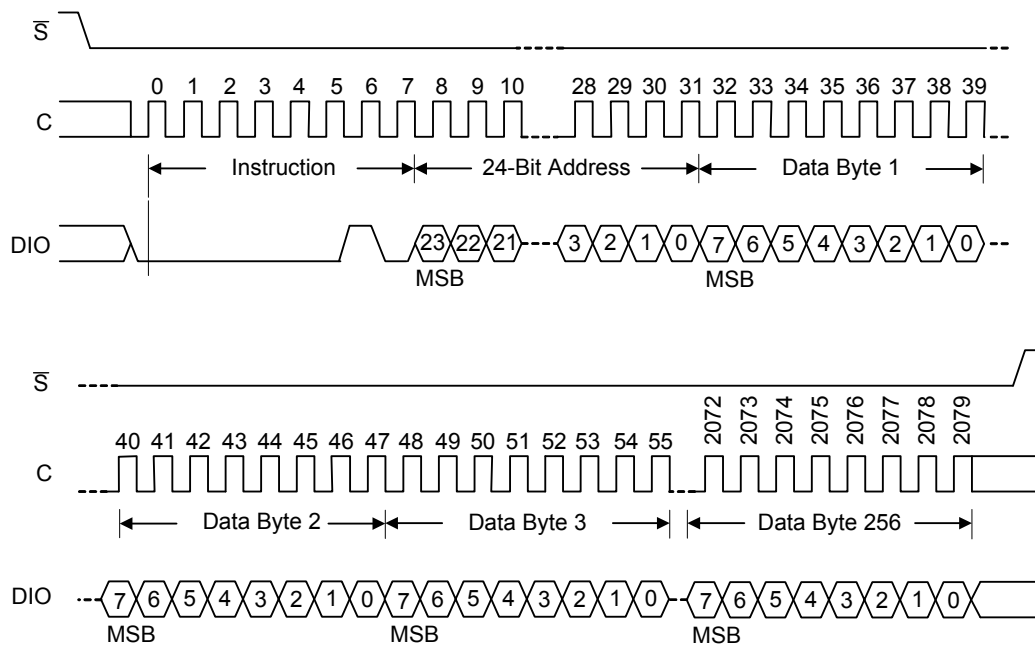 S̅
0 1 2 3 4 5 6 7 8 9 10 28 29 30 31 32 33 34 35 36 37 38 39
C
Instruction 24-Bit Address Data Byte 1
DIO 23 22 21 3 2 1 0 7 6 5 4 3 2 1 0
MSB MSB
S̅
2072 2073 2074 2075 2076 2077 2078 2079
40 41 42 43 44 45 46 47 48 49 50 51 52 53 54 55
C
Data Byte 2 Data Byte 3 Data Byte 256
DIO 7 6 5 4 3 2 1 0 7 6 5 4 3 2 1 0 7 6 5 4 3 2 1 0
MSB MSB MSB